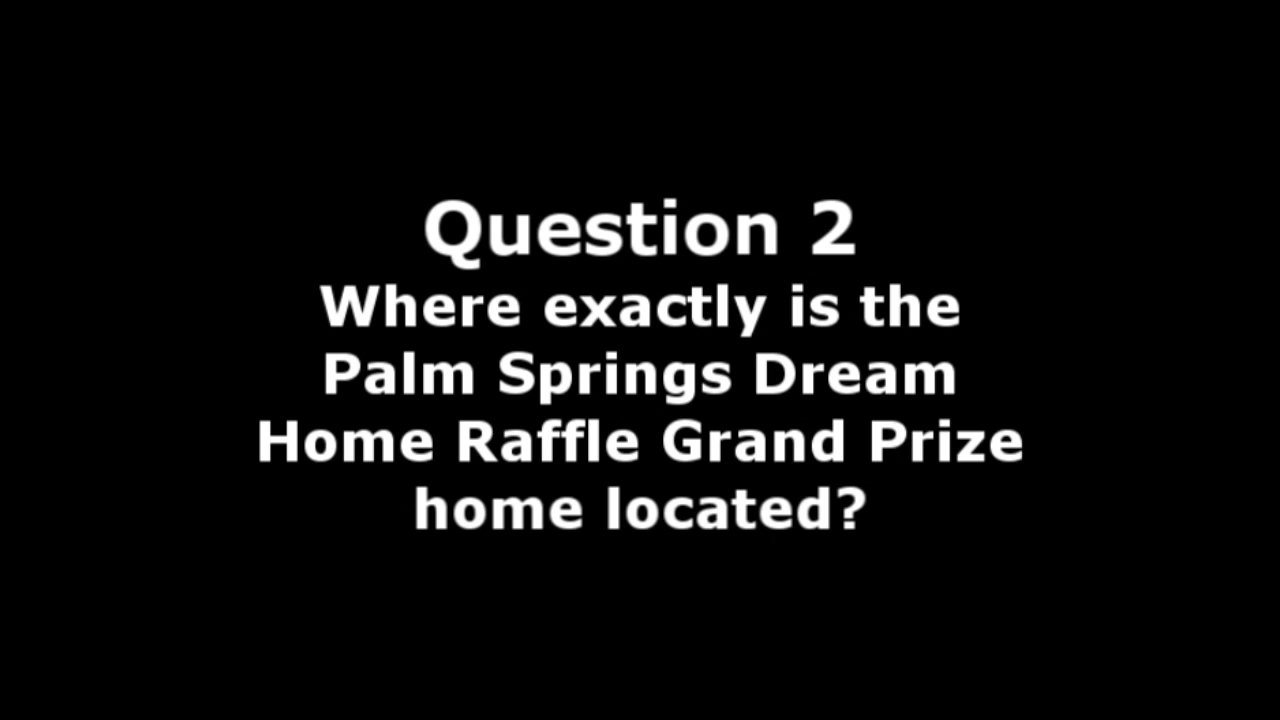 Question 2
Where exactly is the
Palm Springs Dream
Home Raffle Grand Prize
home located?